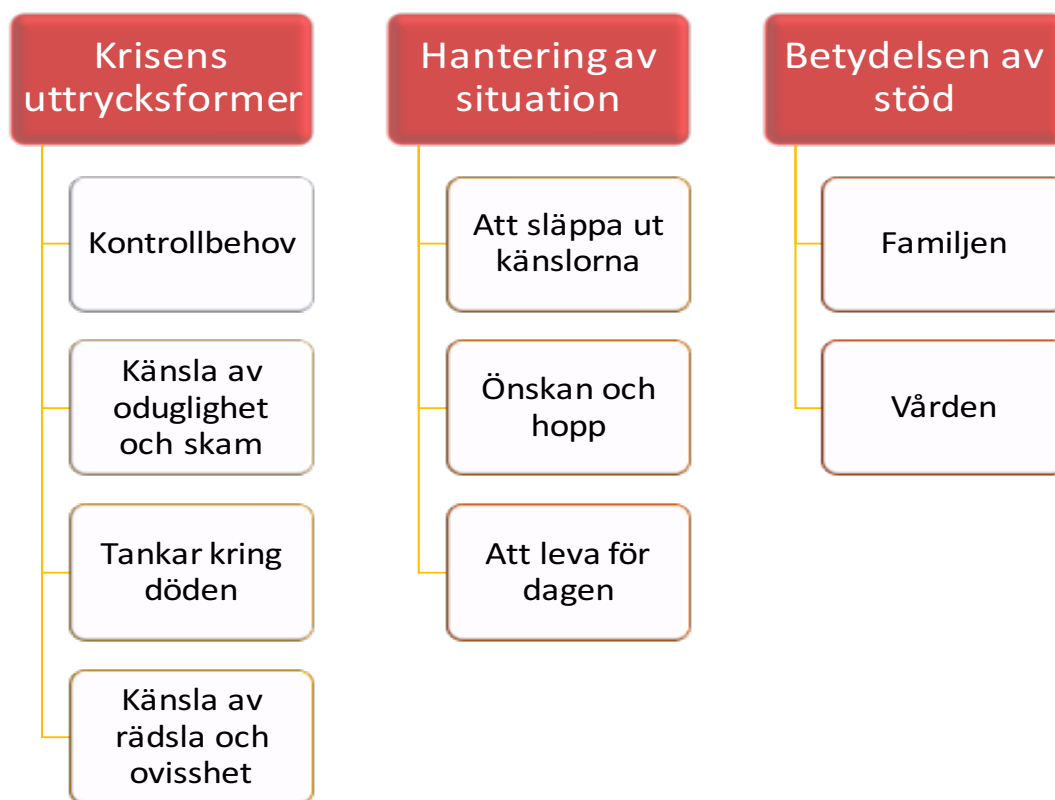 Krisens
uttrycksformer
Kontrollbehov
Känsla av
oduglighet
och skam
Tankar kring
döden
Känsla av
rädsla och
ovisshet
Hantering av
situation
Att släppa ut
känslorna
Önskan och
hopp
Att leva för
dagen
Betydelsen av
stöd
Familjen
Vården